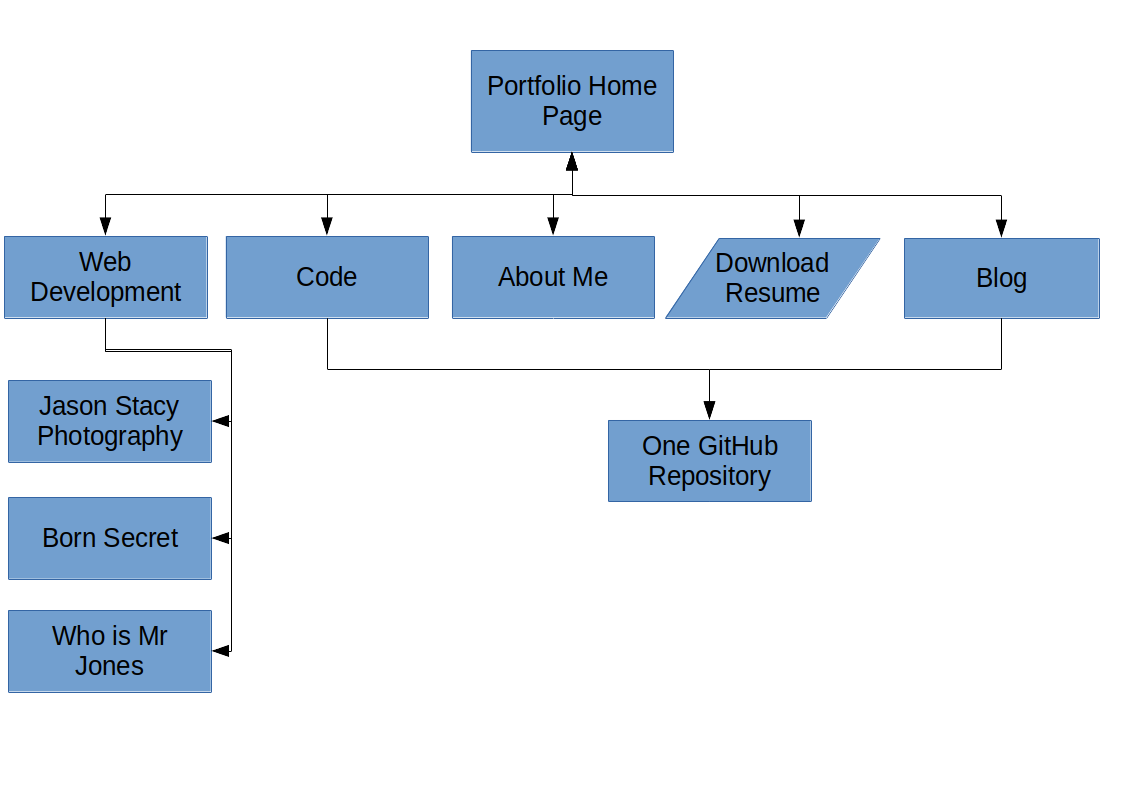 Portfolio Home
Page
Web
Development
Code
About Me
Download
Resume
Blog
Jason Stacy
Photography
One GitHub
Repository
Born Secret
Who is Mr
Jones